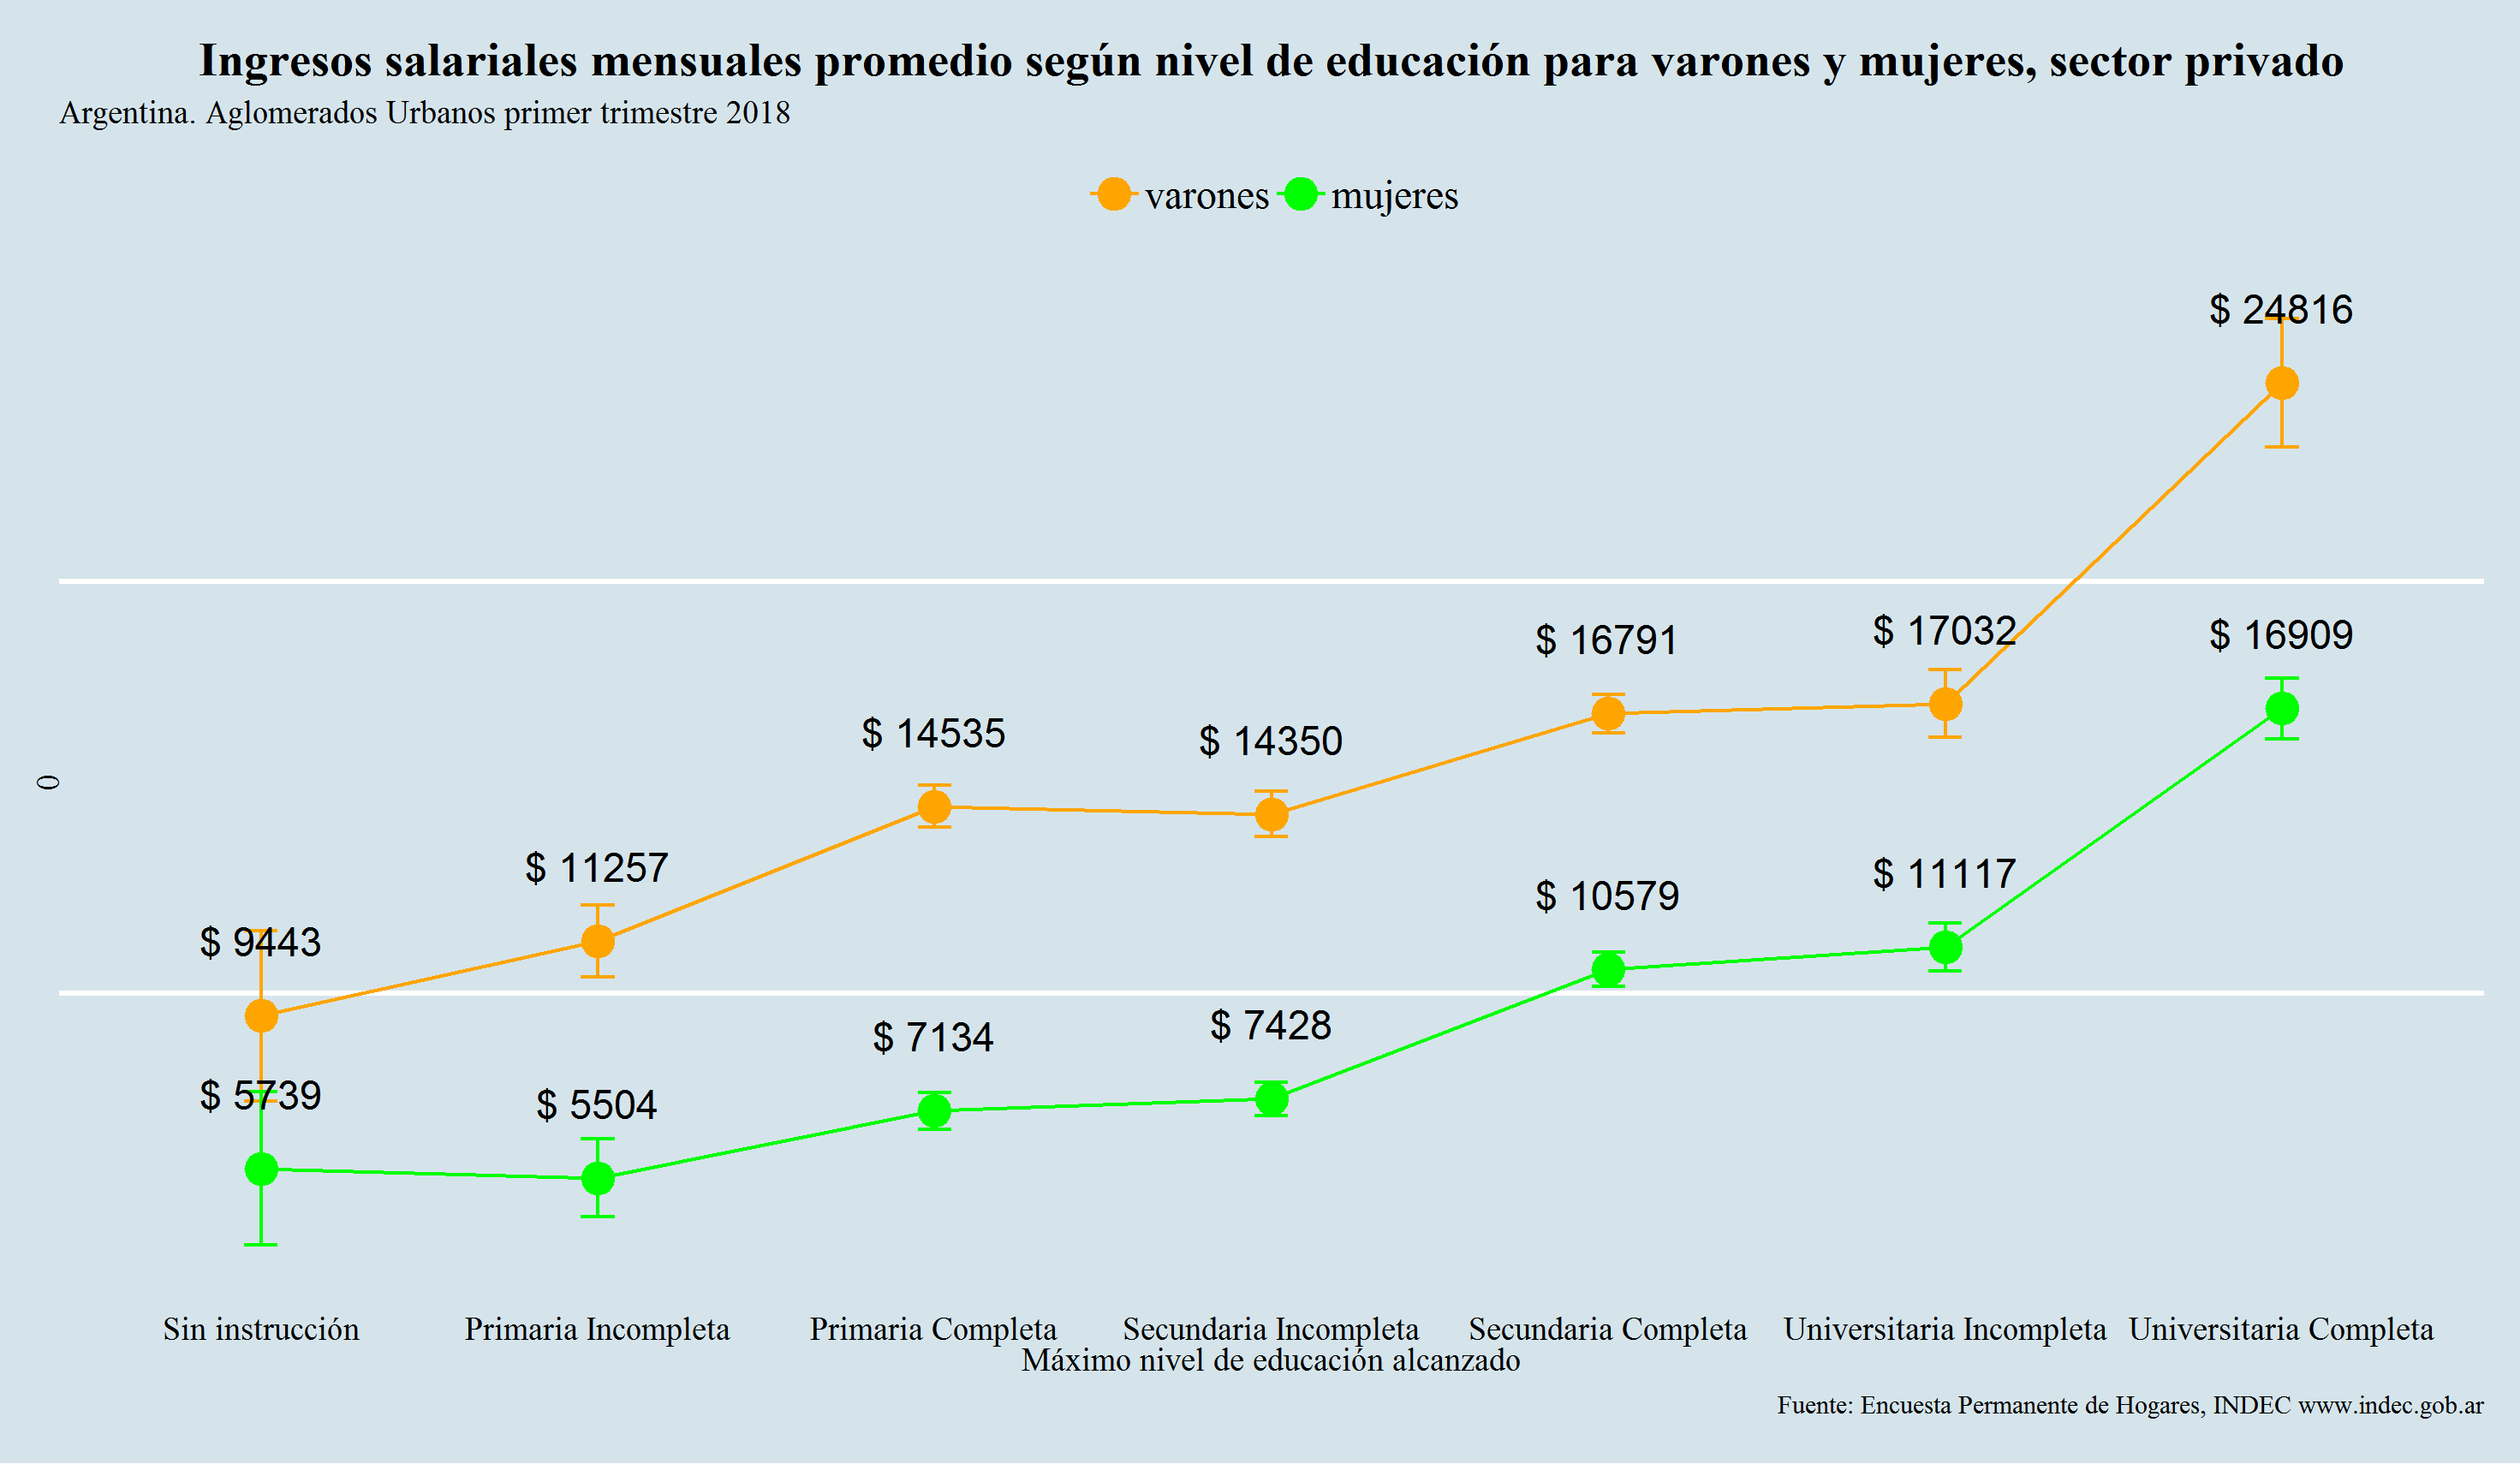 Ingresos salariales mensuales promedio según nivel de educación para varones y mujeres, sector privado
Argentina. Aglomerados Urbanos primer trimestre 2018
varones mujeres
$ 24816
$ 17032
$ 16909
$ 16791
$ 14535
$ 14350
0
$ 11257
$ 11117
$ 10579
$ 9443
$ 7428
$ 7134
$ 5739
$ 5504
Sin instrucción Primaria Incompleta Primaria Completa Secundaria Incompleta Secundaria Completa Universitaria Incompleta Universitaria Completa
Máximo nivel de educación alcanzado
Fuente: Encuesta Permanente de Hogares, INDEC www.indec.gob.ar